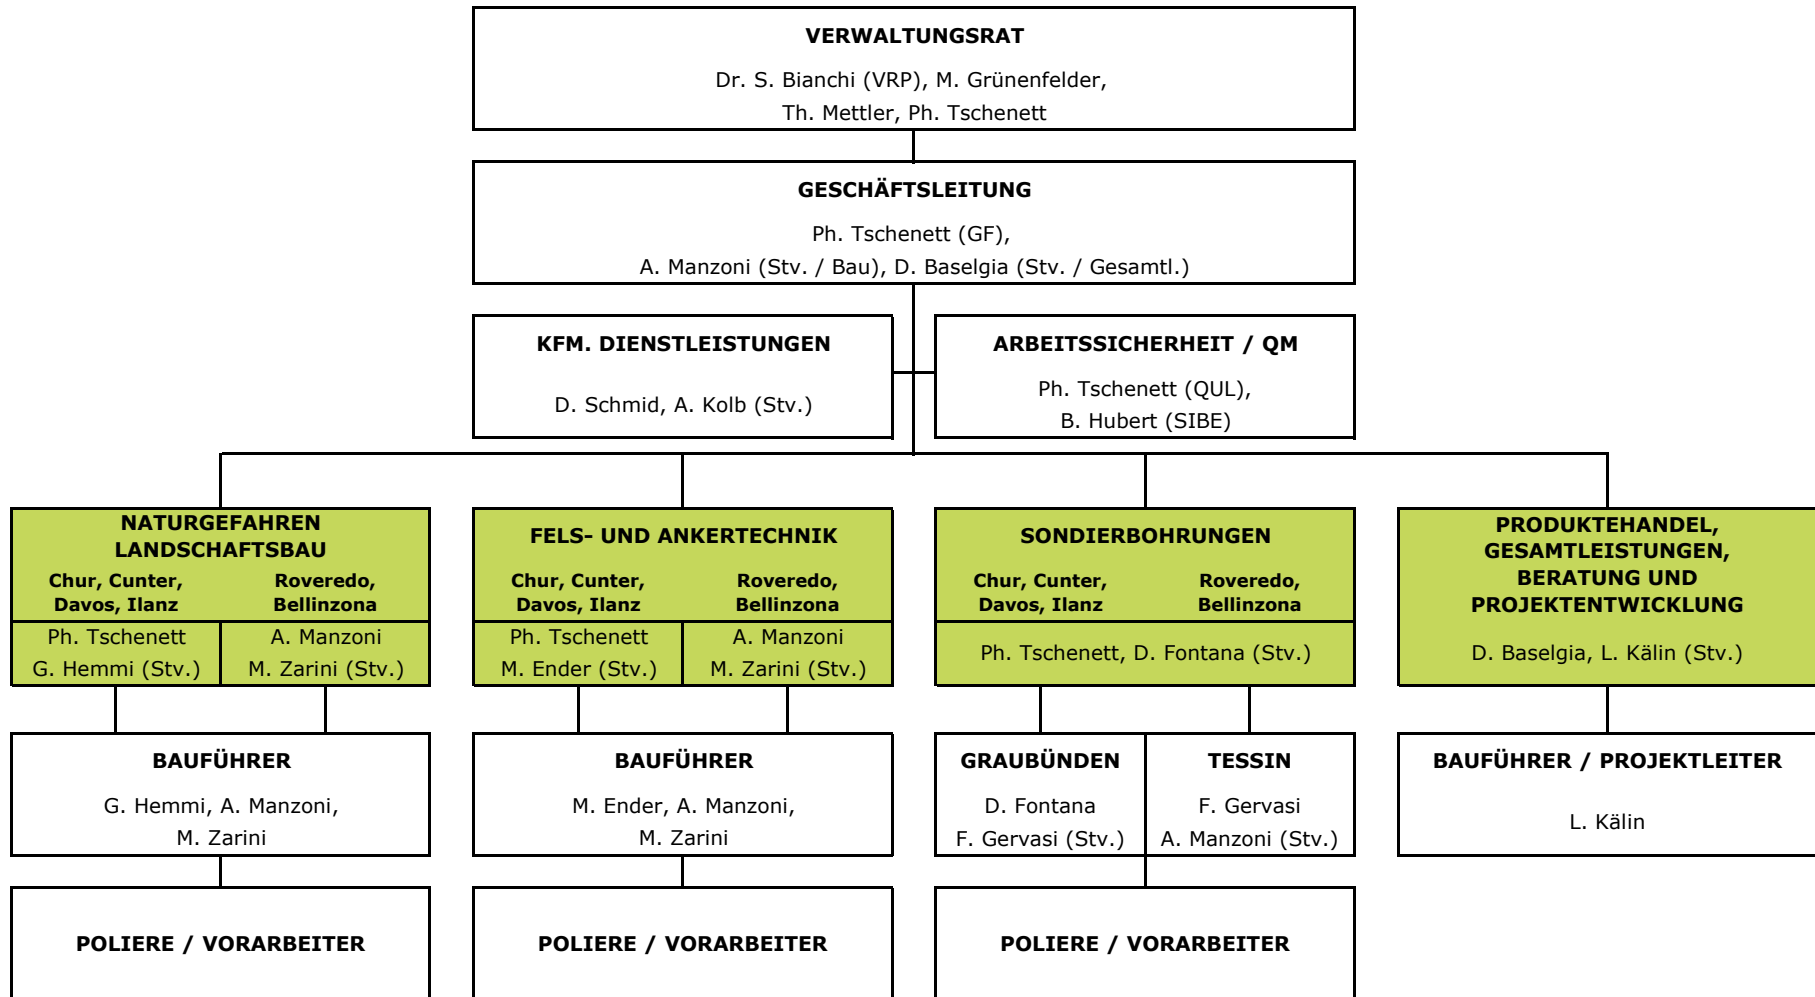 VERWALTUNGSRAT
Dr. S. Bianchi (VRP), M. Grünenfelder,
Th. Mettler, Ph. Tschenett
GESCHÄFTSLEITUNG
Ph. Tschenett (GF),
A. Manzoni (Stv. / Bau), D. Baselgia (Stv. / Gesamtl.)
KFM. DIENSTLEISTUNGEN
D. Schmid, A. Kolb (Stv.)
ARBEITSSICHERHEIT / QM
Ph. Tschenett (QUL),
B. Hubert (SIBE)
NATURGEFAHREN
LANDSCHAFTSBAU
Chur, Cunter,
Davos, Ilanz
Roveredo,
Bellinzona
Ph. Tschenett
G. Hemmi (Stv.)
A. Manzoni
M. Zarini (Stv.)
FELS- UND ANKERTECHNIK
Chur, Cunter,
Davos, Ilanz
Roveredo,
Bellinzona
Ph. Tschenett
M. Ender (Stv.)
A. Manzoni
M. Zarini (Stv.)
SONDIERBOHRUNGEN
Chur, Cunter,
Davos, Ilanz
Roveredo,
Bellinzona
Ph. Tschenett, D. Fontana (Stv.)
PRODUKTEHANDEL,
GESAMTLEISTUNGEN,
BERATUNG UND
PROJEKTENTWICKLUNG
D. Baselgia, L. Kälin (Stv.)
BAUFÜHRER
G. Hemmi, A. Manzoni,
M. Zarini
BAUFÜHRER
M. Ender, A. Manzoni,
M. Zarini
GRAUBÜNDEN
D. Fontana
F. Gervasi (Stv.)
TESSIN
F. Gervasi
A. Manzoni (Stv.)
BAUFÜHRER / PROJEKTLEITER
L. Kälin
POLIERE / VORARBEITER
POLIERE / VORARBEITER
POLIERE / VORARBEITER